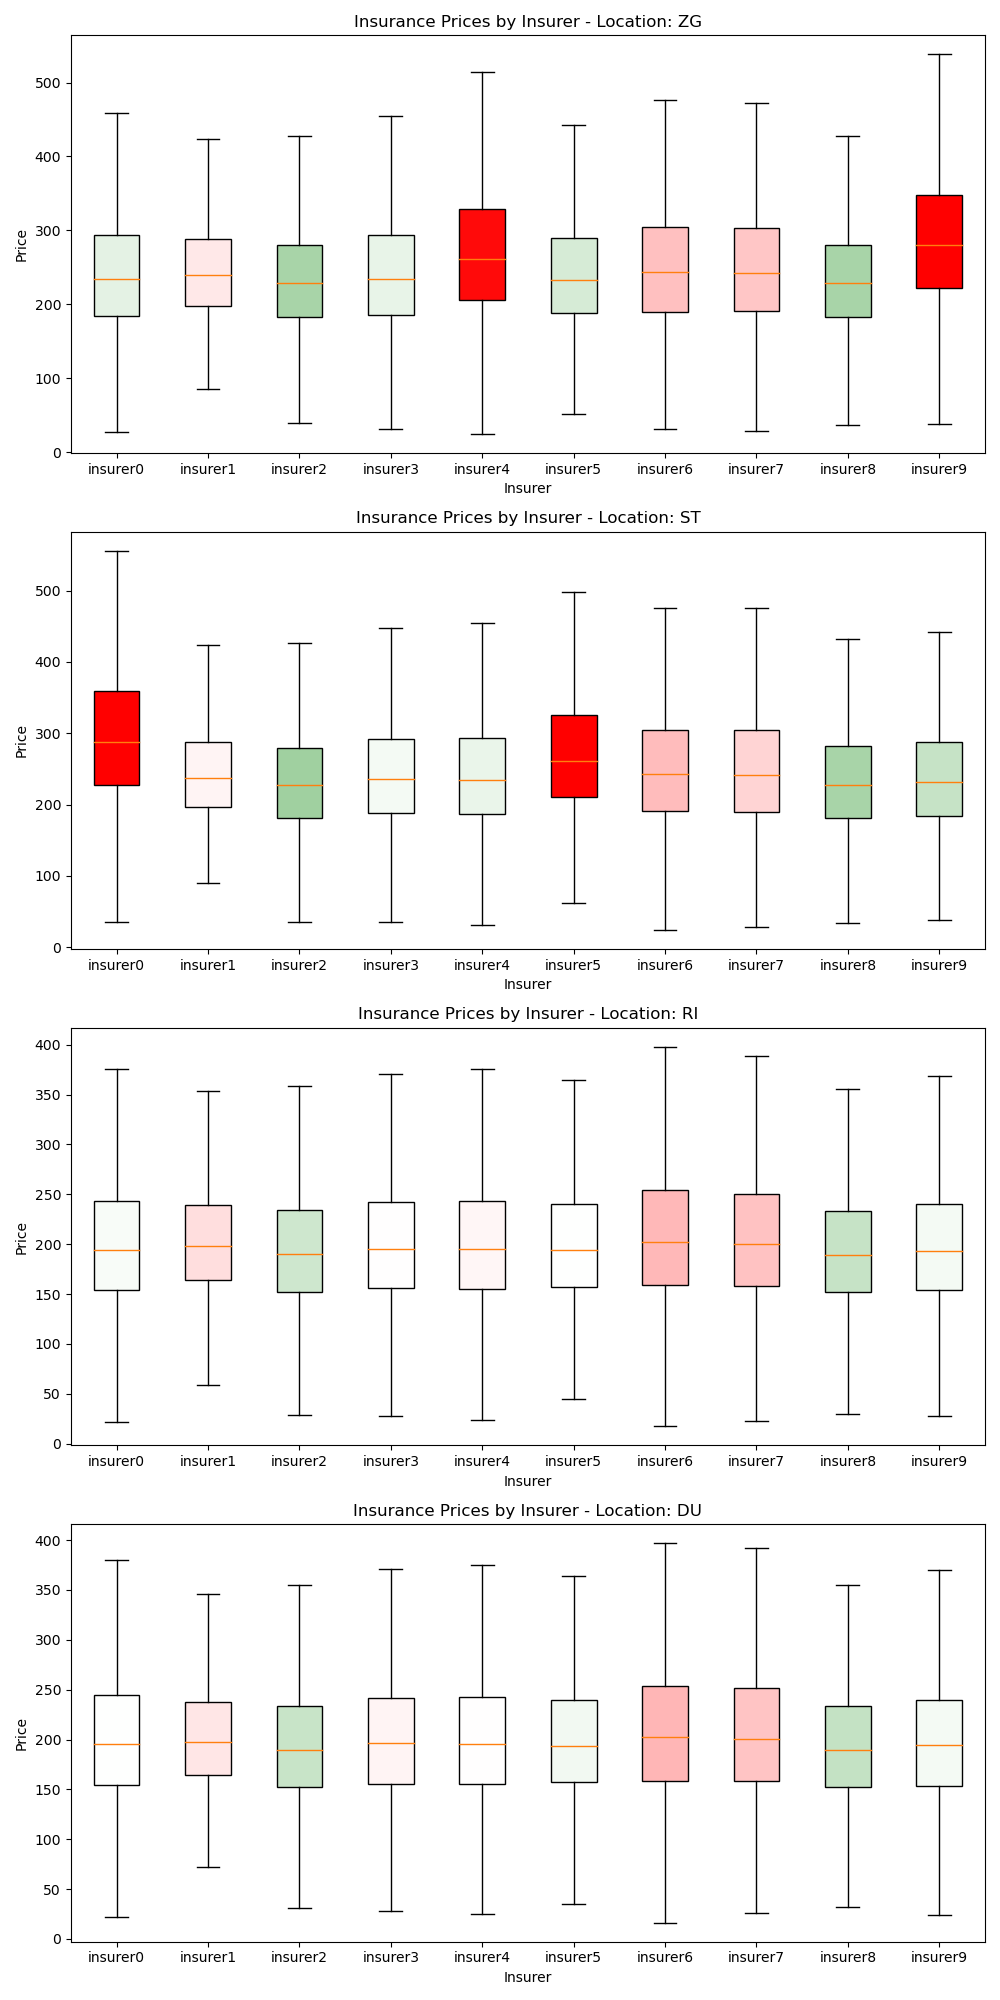 Insurance Prices by Insurer - Location: ZG
500
400
300
200
100
0
Price
insurer0 insurer1 insurer2 insurer3 insurer4 insurer5 insurer6 insurer7 insurer8 insurer9
Insurer
Insurance Prices by Insurer - Location: ST
500
400
300
200
100
0
Price
insurer0 insurer1 insurer2 insurer3 insurer4 insurer5 insurer6 insurer7 insurer8 insurer9
Insurer
Insurance Prices by Insurer - Location: RI
400
350
300
250
200
150
100
50
0
Price
insurer0 insurer1 insurer2 insurer3 insurer4 insurer5 insurer6 insurer7 insurer8 insurer9
Insurer
Insurance Prices by Insurer - Location: DU
400
350
300
250
200
150
100
50
0
Price
insurer0 insurer1 insurer2 insurer3 insurer4 insurer5 insurer6 insurer7 insurer8 insurer9
Insurer